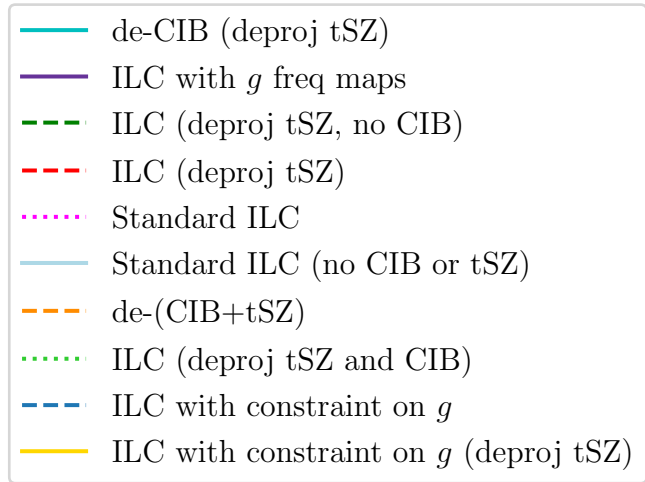 de-CIB (deproj tSZ)
ILC with g freq maps
ILC (deproj tSZ, no CIB)
ILC (deproj tSZ)
Standard ILC
Standard ILC (no CIB or tSZ)
de-(CIB+tSZ)
ILC (deproj tSZ and CIB)
ILC with constraint on g
ILC with constraint on g (deproj tSZ)